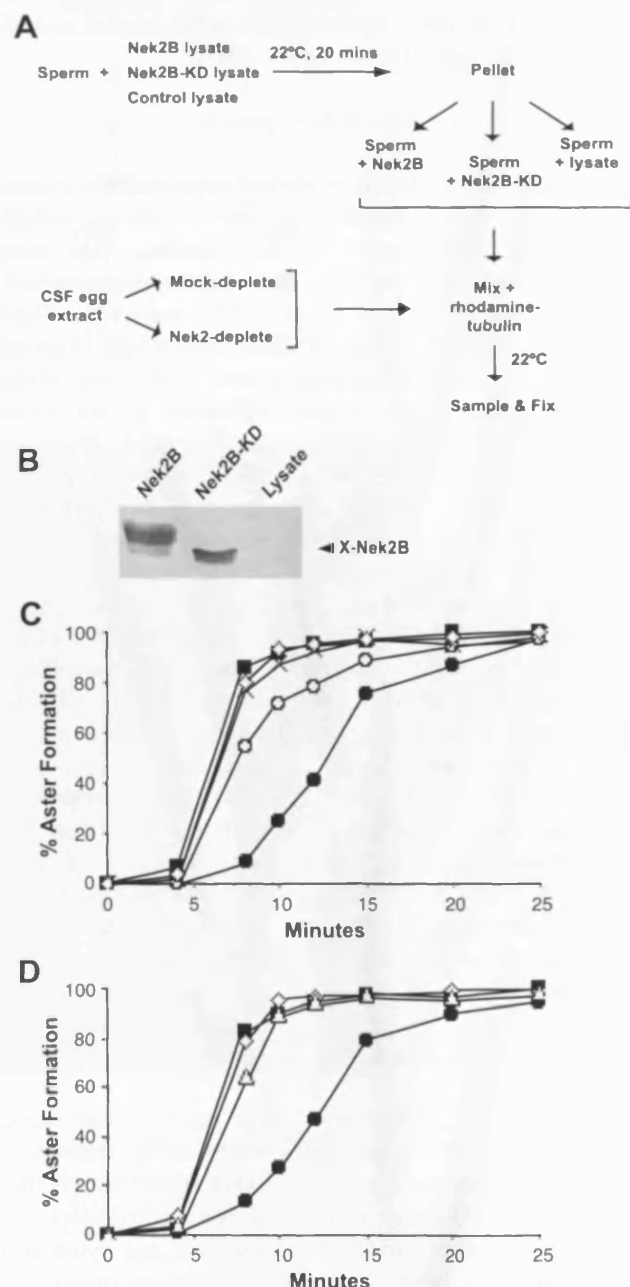 A
Sperm +
Nek2B lysate
Nek2B-KD lysate
Control lysate
22ºC, 20 mins
Pellet
Sperm
+ Nek2B
Sperm
+ Nek2B-KD
Sperm
+ lysate
CSF egg
extract
Mock-deplete
Nek2-deplete
Mix +
rhodamine-
tubulin
22ºC
Sample & Fix
B
Nek2B
Nek2B-KD
Lysate
X-Nek2B
C
% Aster Formation
100
80
60
40
20
0
0 5 10 15 20 25
Minutes
D
% Aster Formation
100
80
60
40
20
0
0 5 10 15 20 25
Minutes